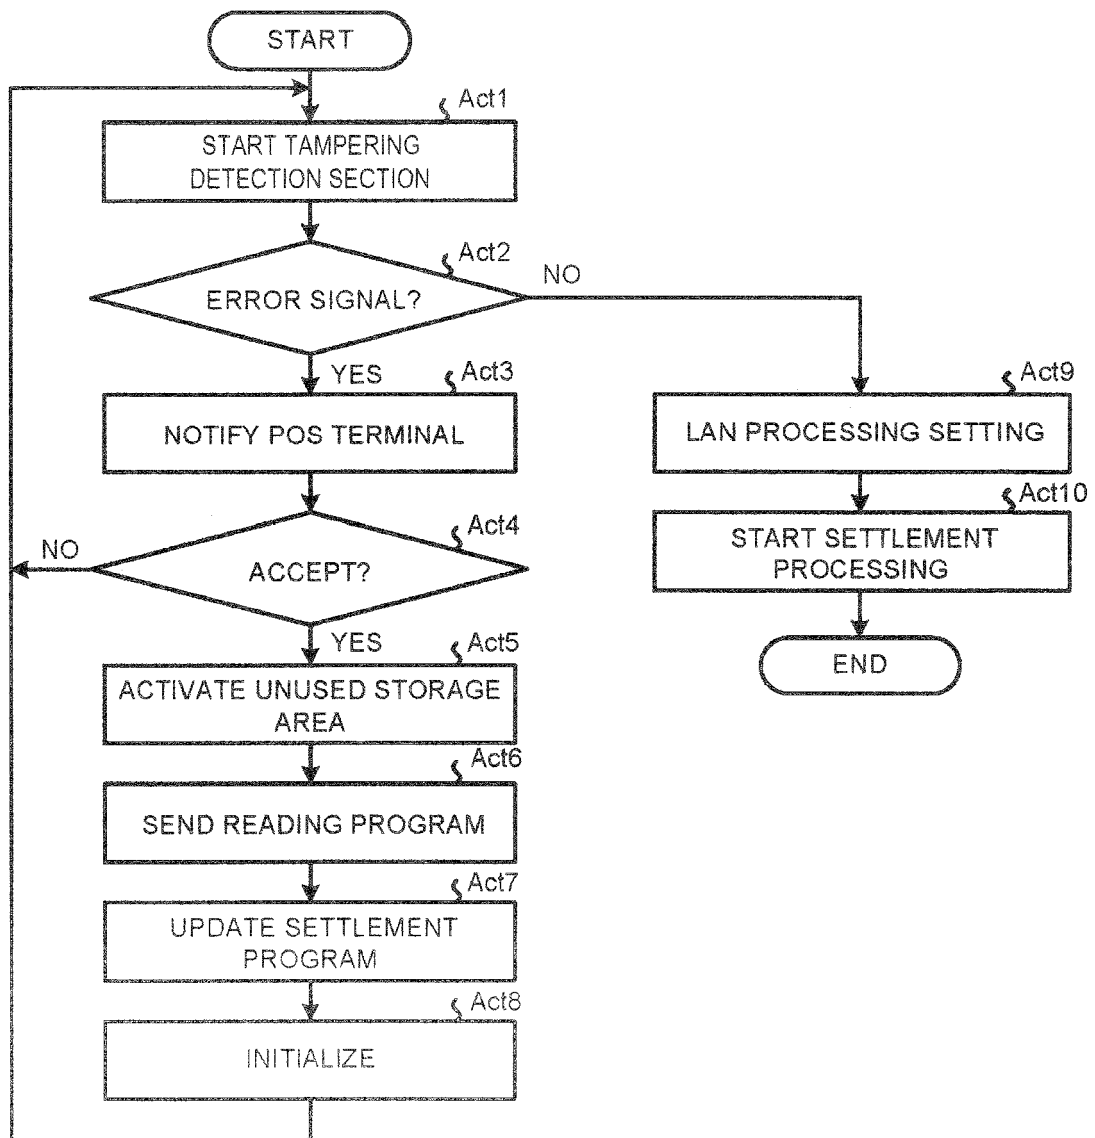 START
Act1
START TAMPERING
DETECTION SECTION
Act2
ERROR SIGNAL?
NO
YES
Act3
NOTIFY POS TERMINAL
Act4
NO
ACCEPT?
YES
Act5
ACTIVATE UNUSED STORAGE
AREA
Act6
SEND READING PROGRAM
Act7
UPDATE SETTLEMENT
PROGRAM
Act8
INITIALIZE
Act9
LAN PROCESSING SETTING
Act10
START SETTLEMENT
PROCESSING
END